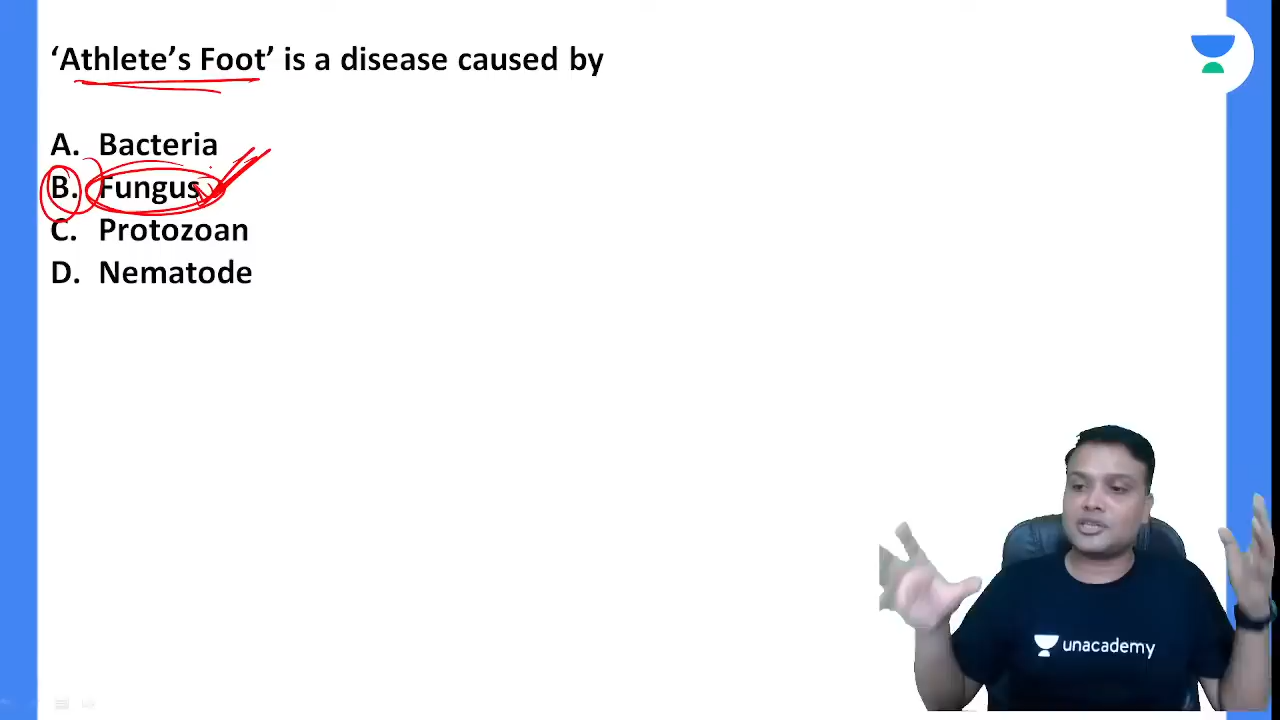 ‘Athlete’s Foot’ is a disease caused by
A. Bacteria
B. Fungus
C. Protozoan
D. Nematode
unacademy